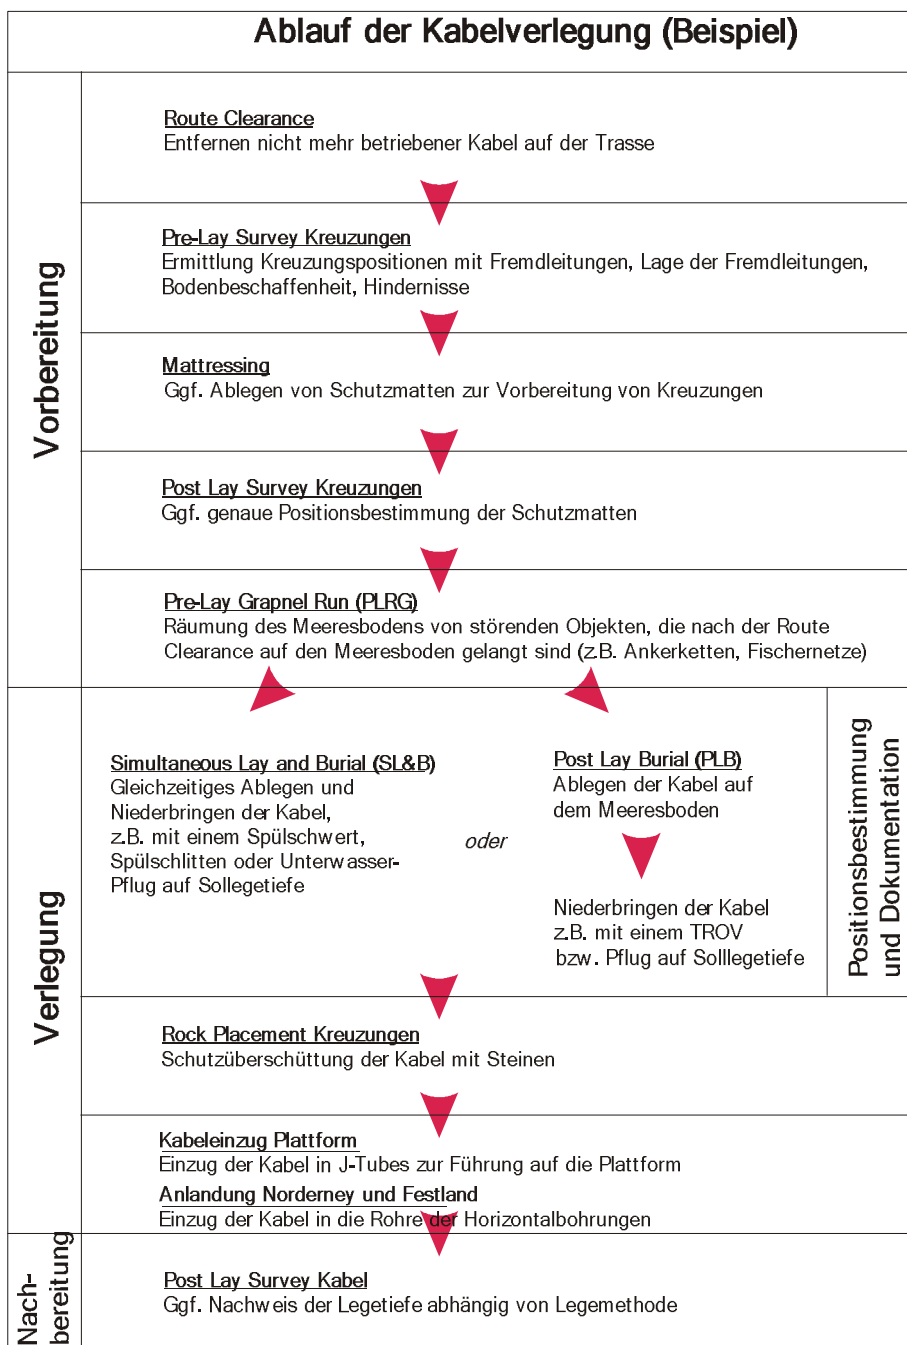 Ablauf der Kabelverlegung (Beispiel)
Vorbereitung
Route Clearance
Entfernen nicht mehr betriebener Kabel auf der Trasse
Pre-Lay Survey Kreuzungen
Ermittlung Kreuzungspositionen mit Fremdleitungen, Lage der Fremdleitungen,
Bodenbeschaffenheit, Hindernisse
Mattressing
Ggf. Ablegen von Schutzmatten zur Vorbereitung von Kreuzungen
Post Lay Survey Kreuzungen
Ggf. genaue Positionsbestimmung der Schutzmatten
Pre-Lay Grapnel Run (PLRG)
Räumung des Meeresbodens von störenden Objekten, die nach der Route
Clearance auf den Meeresboden gelangt sind (z.B. Ankerketten, Fischernetze)
Verlegung
Simultaneous Lay and Burial (SL&B)
Gleichzeitiges Ablegen und
Niederbringen der Kabel,
z.B. mit einem Spülschwert,
Spülschlitten oder Unterwasser-
Pflug auf Sollegetiefe
oder
Post Lay Burial (PLB)
Ablegen der Kabel auf
dem Meeresboden
Niederbringen der Kabel
z.B. mit einem TROV
bzw. Pflug auf Solllegetiefe
Positionsbestimmung
und Dokumentation
Rock Placement Kreuzungen
Schutzüberschüttung der Kabel mit Steinen
Kabeleinzug Plattform
Einzug der Kabel in J-Tubes zur Führung auf die Plattform
Anlandung Norderney und Festland
Einzug der Kabel in die Rohre der Horizontalbohrungen
Nach-
bereitung
Post Lay Survey Kabel
Ggf. Nachweis der Legetiefe abhängig von Legemethode